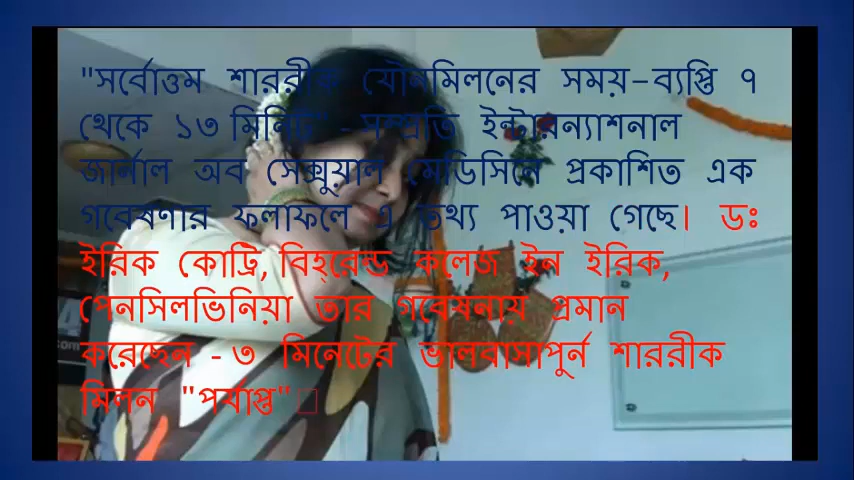 "সর্বোত্তম শাররীক যৌনমিলনের সময়-ব্যপ্তি ৭
থেকে ১৩ মিনিট" - সম্প্রতি ইন্টারন্যাশনাল
জার্নাল অব সেক্সুয়াল মেডিসিনে প্রকাশিত এক
গবেষণার ফলাফলে এ তথ্য পাওয়া গেছে। ডঃ
ইরিক কোট্রি, বিহ্রেন্ড কলেজ ইন ইরিক,
পেনসিলভিনিয়া তার গবেষনায় প্রমান
করেছেন - ৩ মিনেটের ভালবাসাপুর্ন শাররীক
মিলন "পর্যাপ্ত"
.com